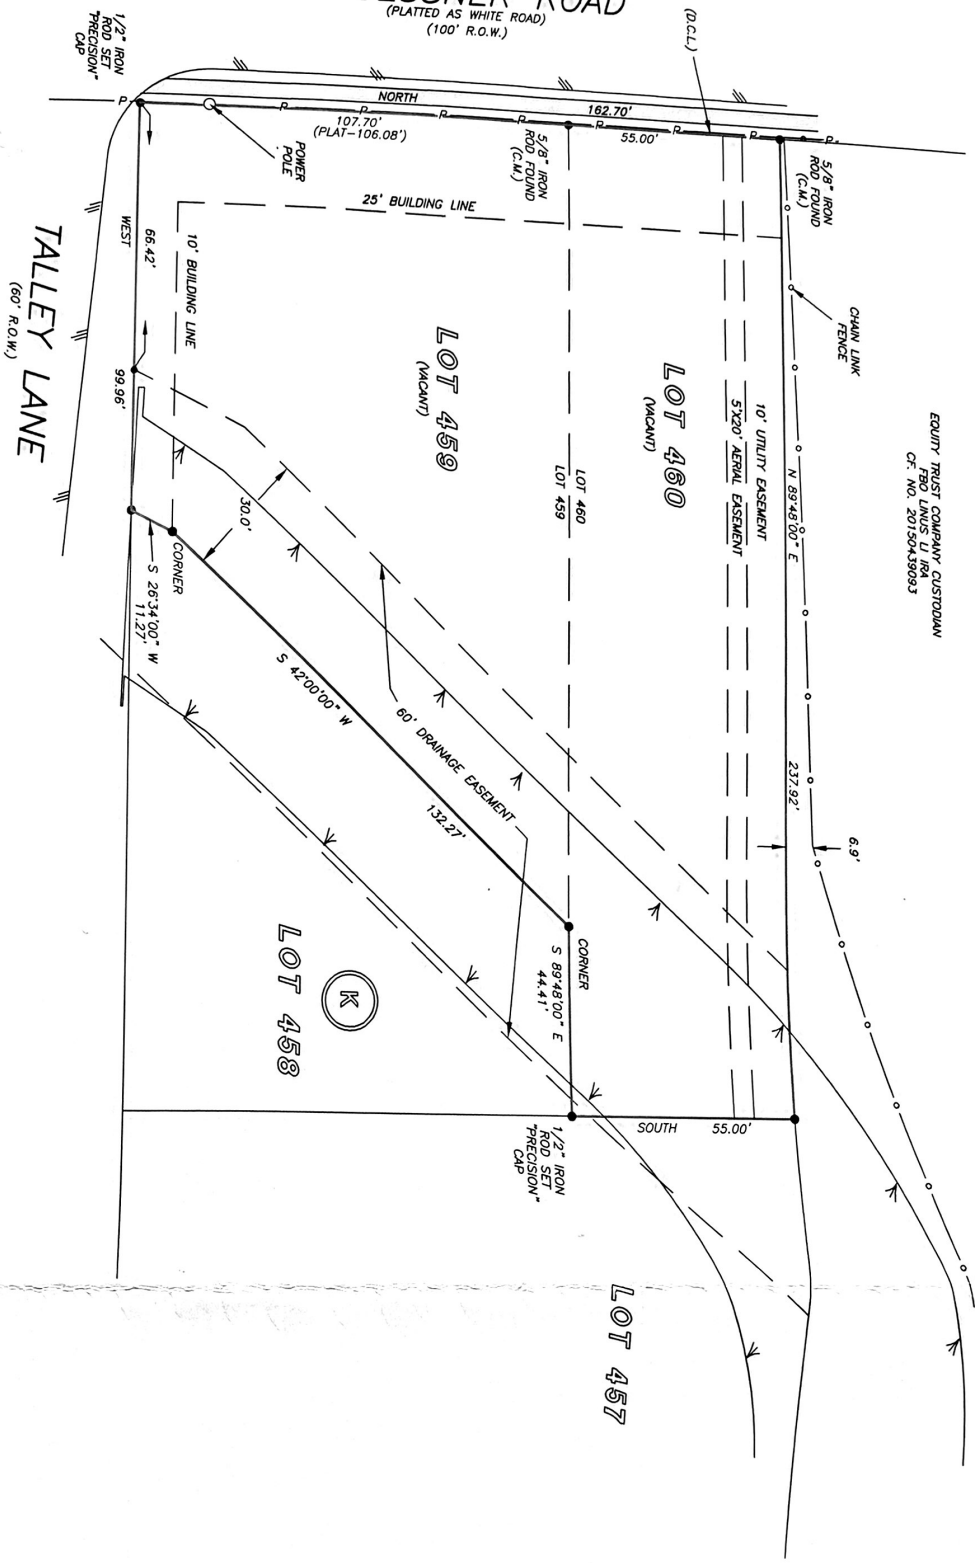 ROAD
(PLATTED AS WHITE ROAD)
(100' R.O.W.)
(D.C.L.)
1/2" IRON
ROD SET
"PRECISION"
CAP
NORTH
162.70'
107.70'
(PLAT-106.08')
55.00'
POWER
POLE
5/8" IRON
ROD FOUND
(C.M.)
5/8" IRON
ROD FOUND
(C.M.)
25' BUILDING LINE
10' BUILDING LINE
WEST
66.42'
99.96'
TALLEY LANE
(60' R.O.W.)
CHAIN LINK
FENCE
EQUITY TRUST COMPANY CUSTODIAN
FBO LINUS LI IRA
CF. NO. 20150439093
LOT 459
(VACANT)
LOT 460
(VACANT)
LOT 460
LOT 459
10' UTILITY EASEMENT
5'X20' AERIAL EASEMENT
N 89°48'00" E
237.92'
6.9'
30.0'
CORNER
S 26°34'00" W
11.27'
S 42°00'00" W
132.27'
60' DRAINAGE EASEMENT
CORNER
S 89°48'00" E
44.41'
LOT 458
K
SOUTH
55.00'
1/2" IRON
ROD SET
"PRECISION"
CAP
LOT 457
P
P
P
P
P
P
P
P
P
P